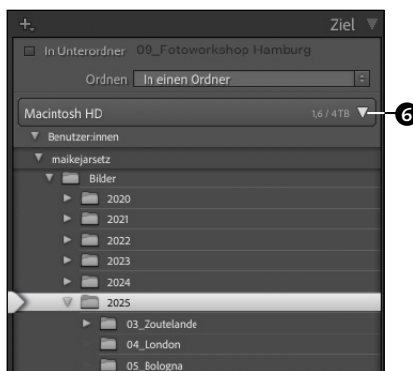 Ziel
In Unterordner 09_Fotoworkshop Hamburg
Ordnen In einen Ordner
Macintosh HD 1,6 / 4 TB 6
Benutzer:innen
maikejarsetz
Bilder
2020
2021
2022
2023
2024
2025
03_Zoutelande
04_London
05_Bologna